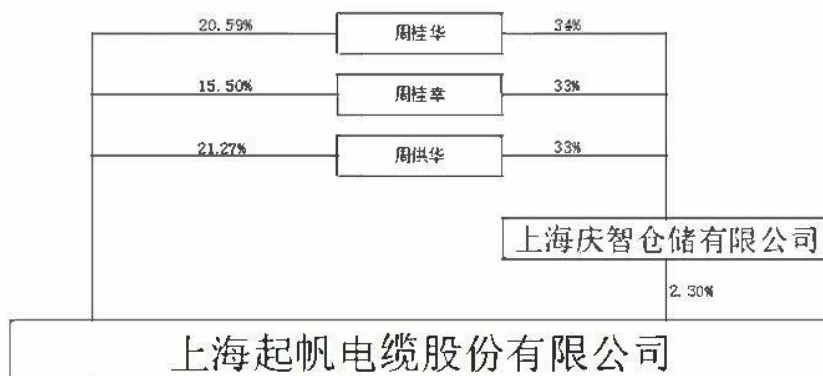 20.59% 周桂华 34%
15.50% 周桂幸 33%
21.27% 周供华 33%
上海庆智仓储有限公司
2.30%
上海起帆电缆股份有限公司